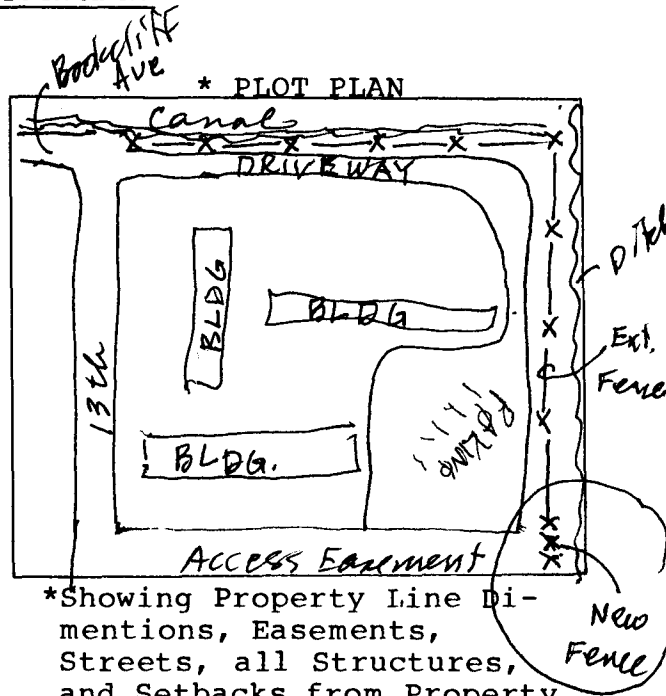 Bookcliff
Ave
* PLOT PLAN
Canal
DRIVEWAY
BLDG
BLDG
Ditch
Ext.
Fence
13th
PARKING
BLDG.
Access Easement
*Showing Property Line Di-
mentions, Easements,
Streets, all Structures,
and Setbacks from Property
New
Fence